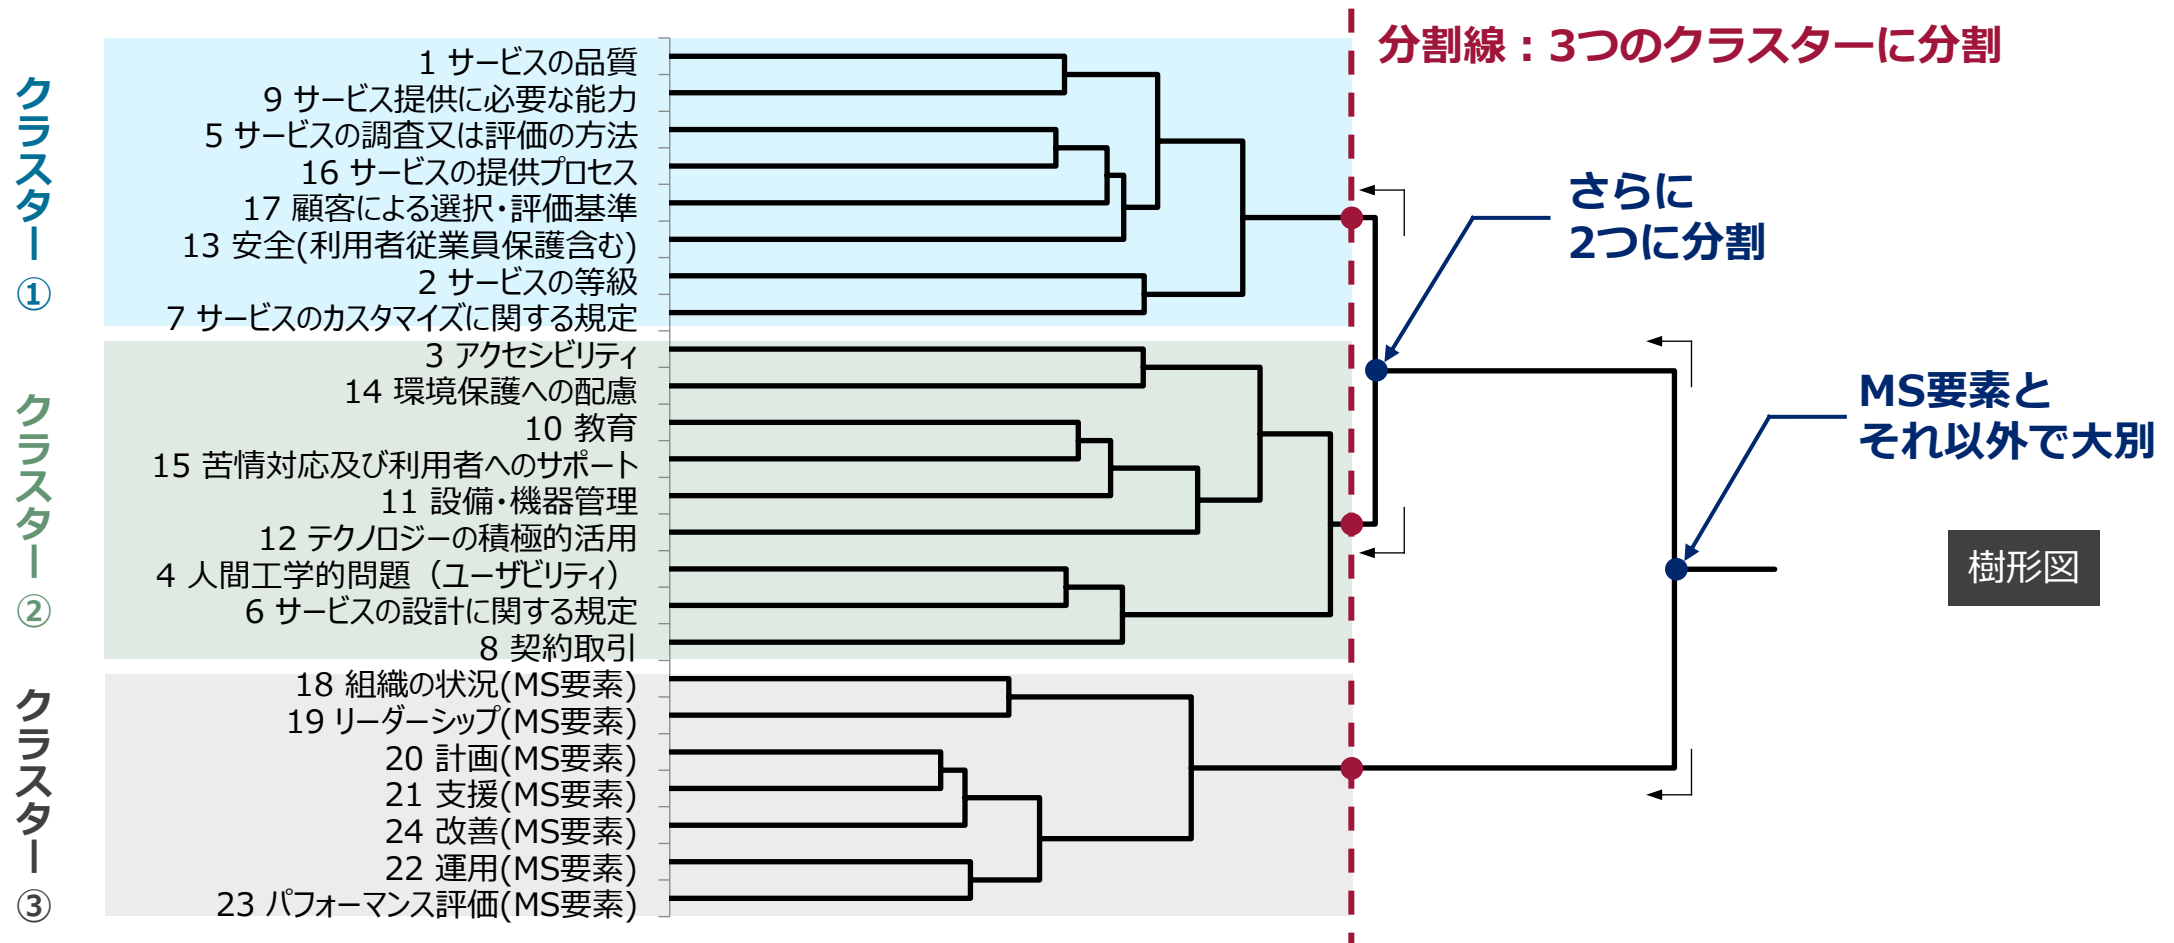 分割線：3つのクラスターに分割
クラスター①
1 サービスの品質
9 サービス提供に必要な能力
5 サービスの調査又は評価の方法
16 サービスの提供プロセス
17 顧客による選択・評価基準
13 安全(利用者従業員保護含む)
2 サービスの等級
7 サービスのカスタマイズに関する規定
さらに
2つに分割
クラスター②
3 アクセシビリティ
14 環境保護への配慮
10 教育
15 苦情対応及び利用者へのサポート
11 設備・機器管理
12 テクノロジーの積極的活用
4 人間工学的問題（ユーザビリティ）
6 サービスの設計に関する規定
8 契約取引
MS要素と
それ以外で大別
樹形図
クラスター③
18 組織の状況(MS要素)
19 リーダーシップ(MS要素)
20 計画(MS要素)
21 支援(MS要素)
24 改善(MS要素)
22 運用(MS要素)
23 パフォーマンス評価(MS要素)